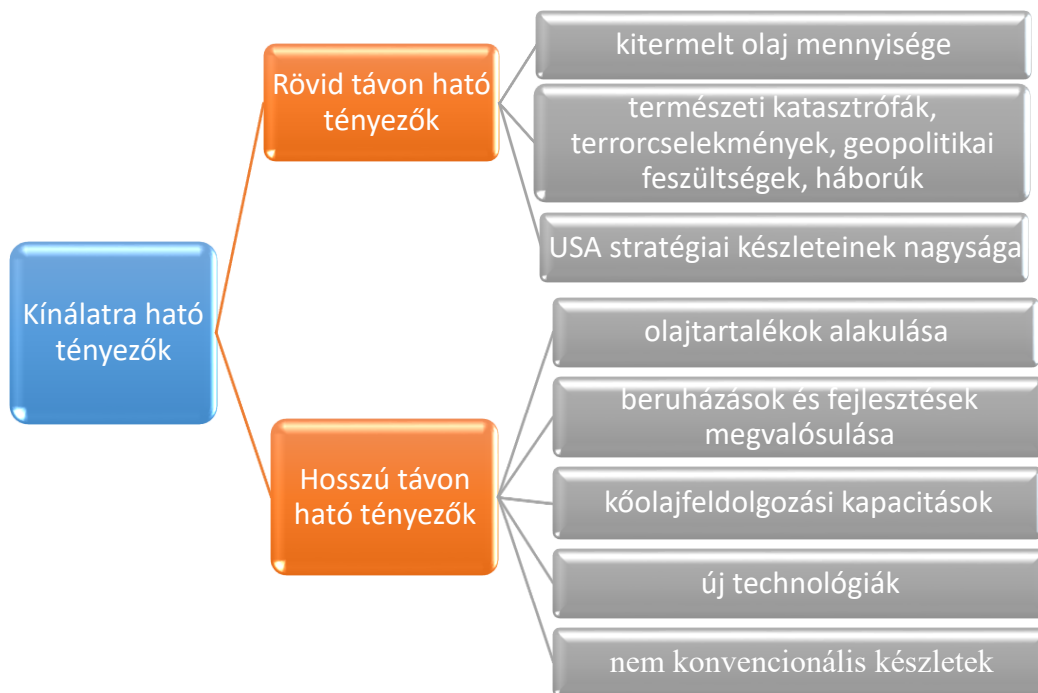 Kínálatra ható
tényezők
Rövid távon ható
tényezők
kitermelt olaj mennyisége
természeti katasztrófák,
terrorcselekmények, geopolitikai
feszültségek, háborúk
USA stratégiai készleteinek nagysága
Hosszú távon
ható tényezők
olajtartalékok alakulása
beruházások és fejlesztések
megvalósulása
kőolajfeldolgozási kapacitások
új technológiák
nem konvencionális készletek